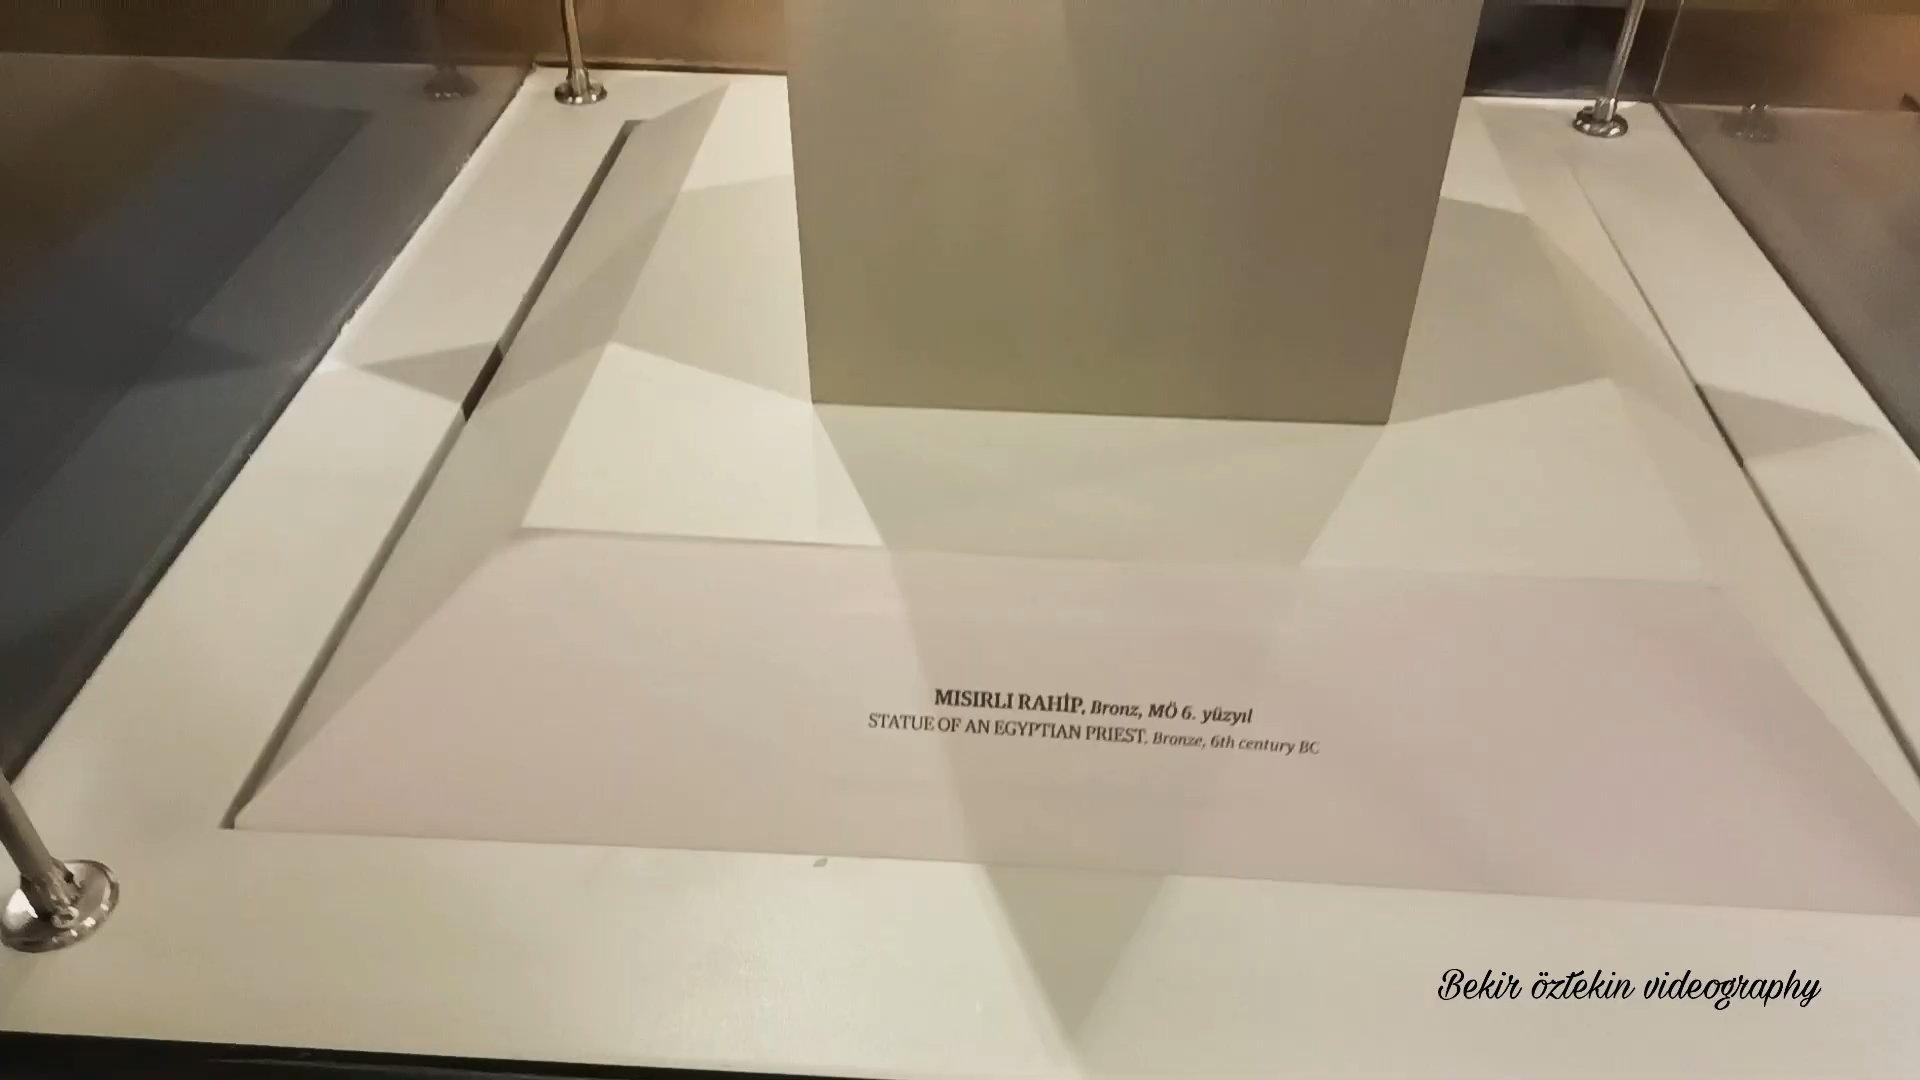 MISIRLI RAHİP, Bronz, MÖ 6. yüzyıl
STATUE OF AN EGYPTIAN PRIEST. Bronze, 6th century BC
Bekir öztekin videography